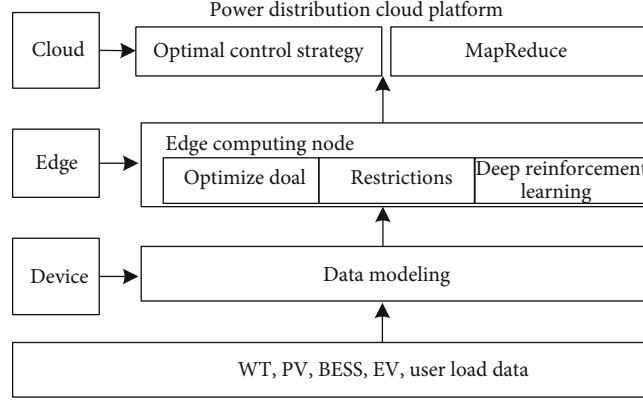 Power distribution cloud platform
Cloud
Optimal control strategy
MapReduce
Edge
Edge computing node
Optimize doal
Restrictions
Deep reinforcement
learning
Device
Data modeling
WT, PV, BESS, EV, user load data